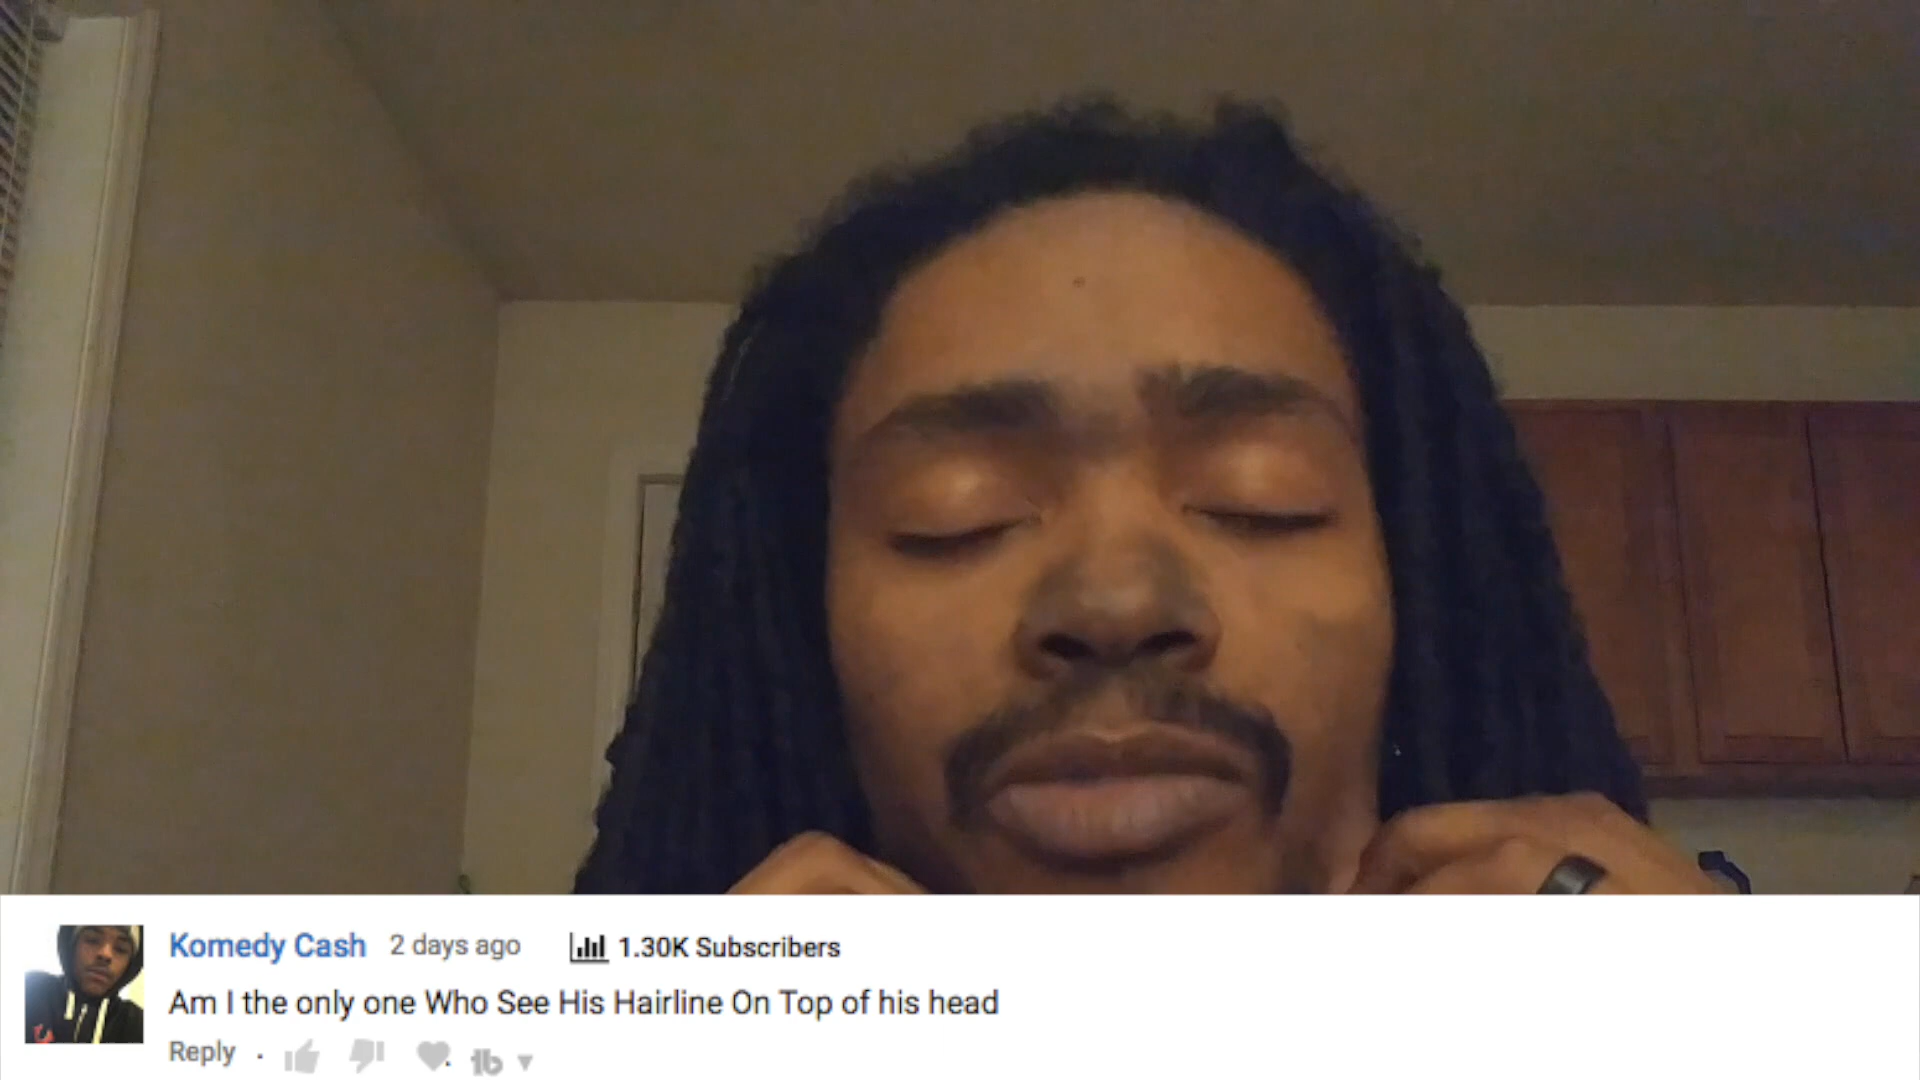 Komedy Cash 2 days ago 1.30K Subscribers
Am I the only one Who See His Hairline On Top of his head
Reply .